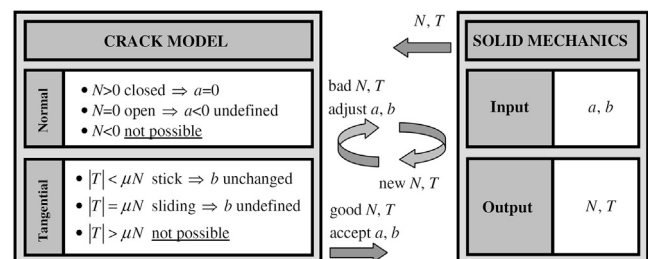 CRACK MODEL
Normal
• N>0 closed ⇒ a=0
• N=0 open ⇒ a<0 undefined
• N<0 not possible
Tangential
• |T| < μN stick ⇒ b unchanged
• |T| = μN sliding ⇒ b undefined
• |T| > μN not possible
N, T
bad N, T
adjust a, b
new N, T
good N, T
accept a, b
SOLID MECHANICS
Input
a, b
Output
N, T